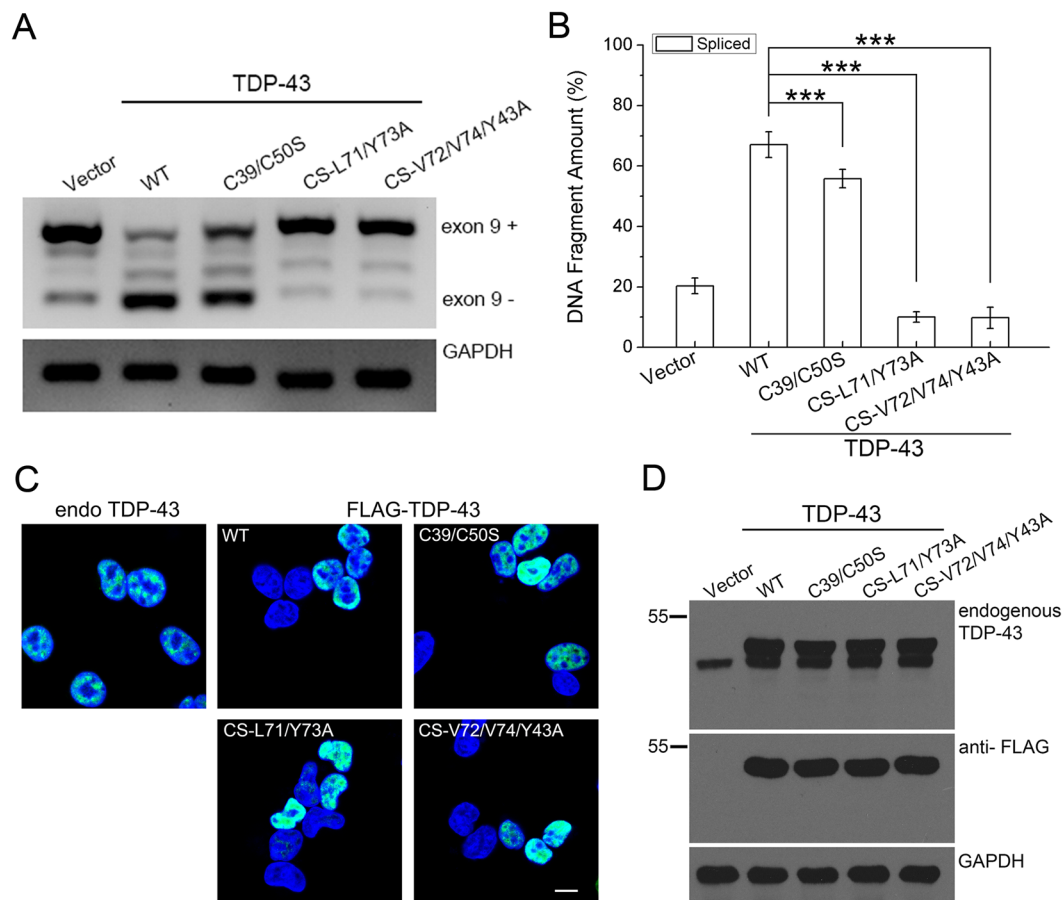 A
TDP-43
Vector
WT
C39/C50S
CS-L71/Y73A
CS-V72/V74/Y43A
exon 9 +
exon 9 -
GAPDH
B
DNA Fragment Amount (%)
100
80
60
40
20
0
Spliced
***
***
***
Vector
WT
C39/C50S
CS-L71/Y73A
CS-V72/V74/Y43A
TDP-43
C
endo TDP-43
FLAG-TDP-43
WT
C39/C50S
CS-L71/Y73A
CS-V72/V74/Y43A
D
TDP-43
Vector
WT
C39/C50S
CS-L71/Y73A
CS-V72/V74/Y43A
55
endogenous
TDP-43
55
anti- FLAG
GAPDH